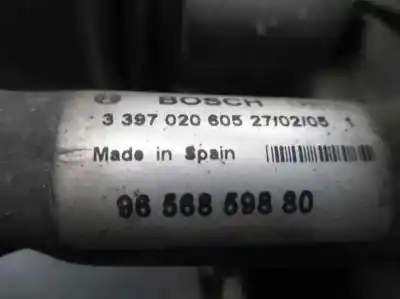 BOSCH
3 397 020 605 27/02/05 1
Made in Spain
96 568 598 80